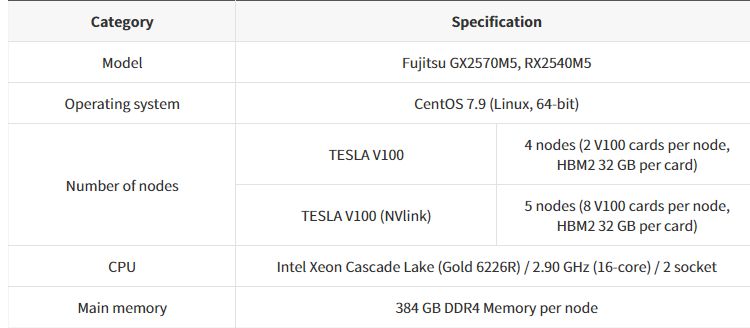 Category
Specification
Model
Fujitsu GX2570M5, RX2540M5
Operating system
CentOS 7.9 (Linux, 64-bit)
Number of nodes
TESLA V100
4 nodes (2 V100 cards per node,
HBM2 32 GB per card)
TESLA V100 (NVlink)
5 nodes (8 V100 cards per node,
HBM2 32 GB per card)
CPU
Intel Xeon Cascade Lake (Gold 6226R) / 2.90 GHz (16-core) / 2 socket
Main memory
384 GB DDR4 Memory per node